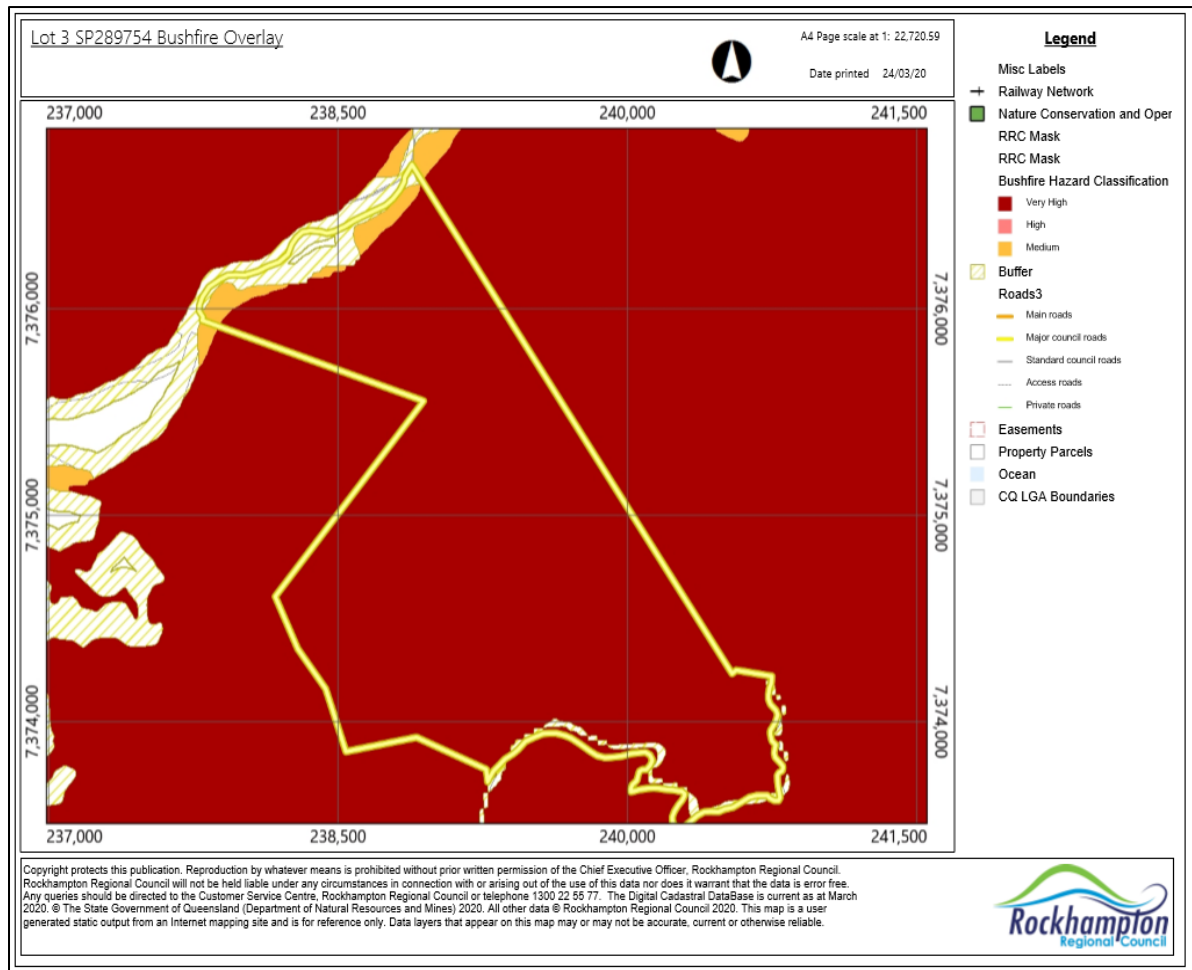 Lot 3 SP289754 Bushfire Overlay
A4 Page scale at 1: 22,720.59
Date printed 24/03/20
237,000 238,500 240,000 241,500
7,376,000 7,376,000
7,375,000 7,375,000
7,374,000 7,374,000
237,000 238,500 240,000 241,500
Legend
Misc Labels
Railway Network
Nature Conservation and Oper
RRC Mask
RRC Mask
Bushfire Hazard Classification
Very High
High
Medium
Buffer
Roads3
Main roads
Major council roads
Standard council roads
Access roads
Private roads
Easements
Property Parcels
Ocean
CQ LGA Boundaries
Copyright protects this publication. Reproduction by whatever means is prohibited without prior written permission of the Chief Executive Officer, Rockhampton Regional Council.
Rockhampton Regional Council will not be held liable under any circumstances in connection with or arising out of the use of this data nor does it warrant that the data is error free.
Any queries should be directed to the Customer Service Centre, Rockhampton Regional Council or telephone 1300 22 55 77. The Digital Cadastral DataBase is current as at March
2020. © The State Government of Queensland (Department of Natural Resources and Mines) 2020. All other data © Rockhampton Regional Council 2020. This map is a user
generated static output from an Internet mapping site and is for reference only. Data layers that appear on this map may or may not be accurate, current or otherwise reliable.
Rockhampton
Regional Council